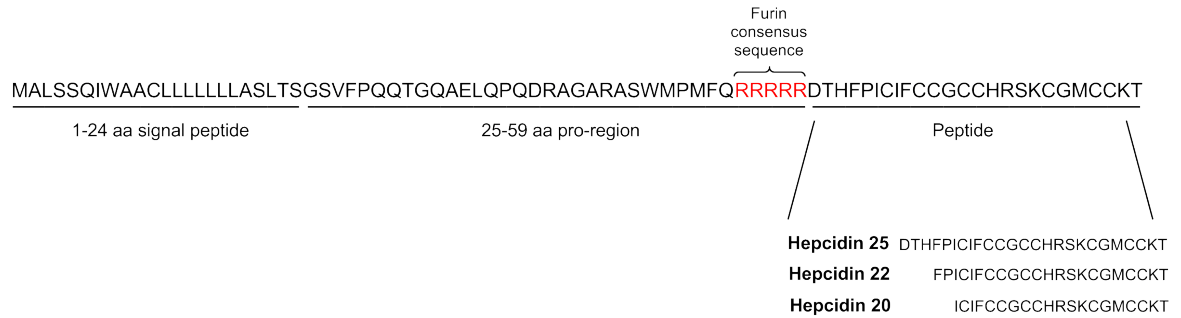 Furin
consensus
sequence
MALSSQIWAACLLLLLLLASLTSGSVFPQQTGQAELQPQDRAGARASWMPMFQRRRRRDTHFPICIFCCGCCHRSKCGMCCKT
1-24 aa signal peptide 25-59 aa pro-region Peptide
Hepcidin 25 DTHFPICIFCCGCCHRSKCGMCCKT
Hepcidin 22 FPICIFCCGCCHRSKCGMCCKT
Hepcidin 20 ICIFCCGCCHRSKCGMCCKT